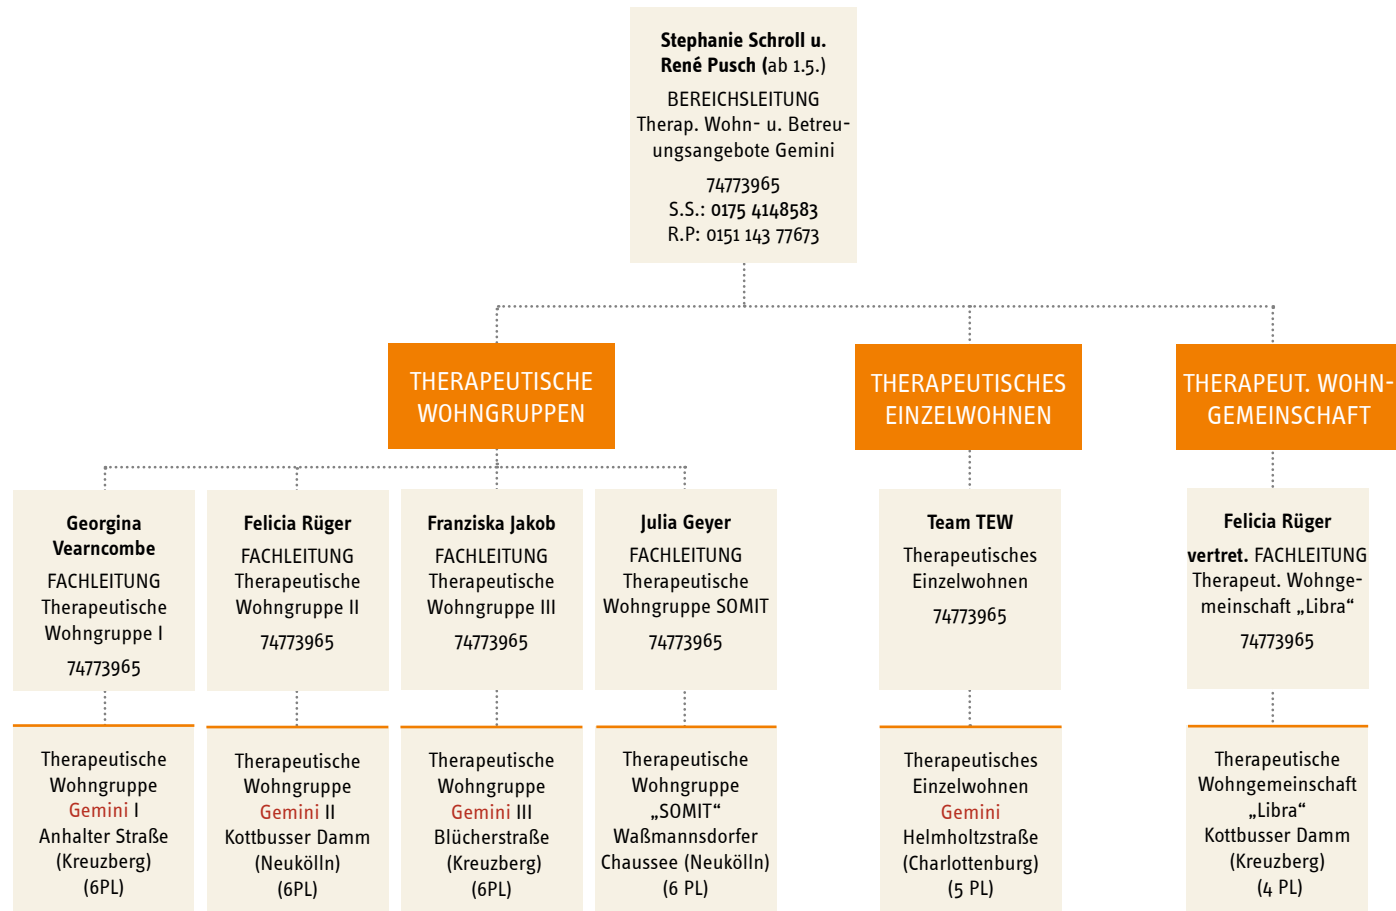 Stephanie Schroll u.
René Pusch (ab 1.5.)
BEREICHSLEITUNG
Therap. Wohn- u. Betreu-
ungsangebote Gemini
74773965
S.S.: 0175 4148583
R.P: 0151 143 77673
THERAPEUTISCHE
WOHNGRUPPEN
THERAPEUTISCHES
EINZELWOHNEN
THERAPEUT. WOHN-
GEMEINSCHAFT
Georgina
Vearncombe
FACHLEITUNG
Therapeutische
Wohngruppe I
74773965
Felicia Rüger
FACHLEITUNG
Therapeutische
Wohngruppe II
74773965
Franziska Jakob
FACHLEITUNG
Therapeutische
Wohngruppe III
74773965
Julia Geyer
FACHLEITUNG
Therapeutische
Wohngruppe SOMIT
74773965
Team TEW
Therapeutisches
Einzelwohnen
74773965
Felicia Rüger
vertret. FACHLEITUNG
Therapeut. Wohnge-
meinschaft „Libra“
74773965
Therapeutische
Wohngruppe
Gemini I
Anhalter Straße
(Kreuzberg)
(6PL)
Therapeutische
Wohngruppe
Gemini II
Kottbusser Damm
(Neukölln)
(6PL)
Therapeutische
Wohngruppe
Gemini III
Blücherstraße
(Kreuzberg)
(6PL)
Therapeutische
Wohngruppe
„SOMIT“
Waßmannsdorfer
Chaussee (Neukölln)
(6 PL)
Therapeutisches
Einzelwohnen
Gemini
Helmholtzstraße
(Charlottenburg)
(5 PL)
Therapeutische
Wohngemeinschaft
„Libra“
Kottbusser Damm
(Kreuzberg)
(4 PL)